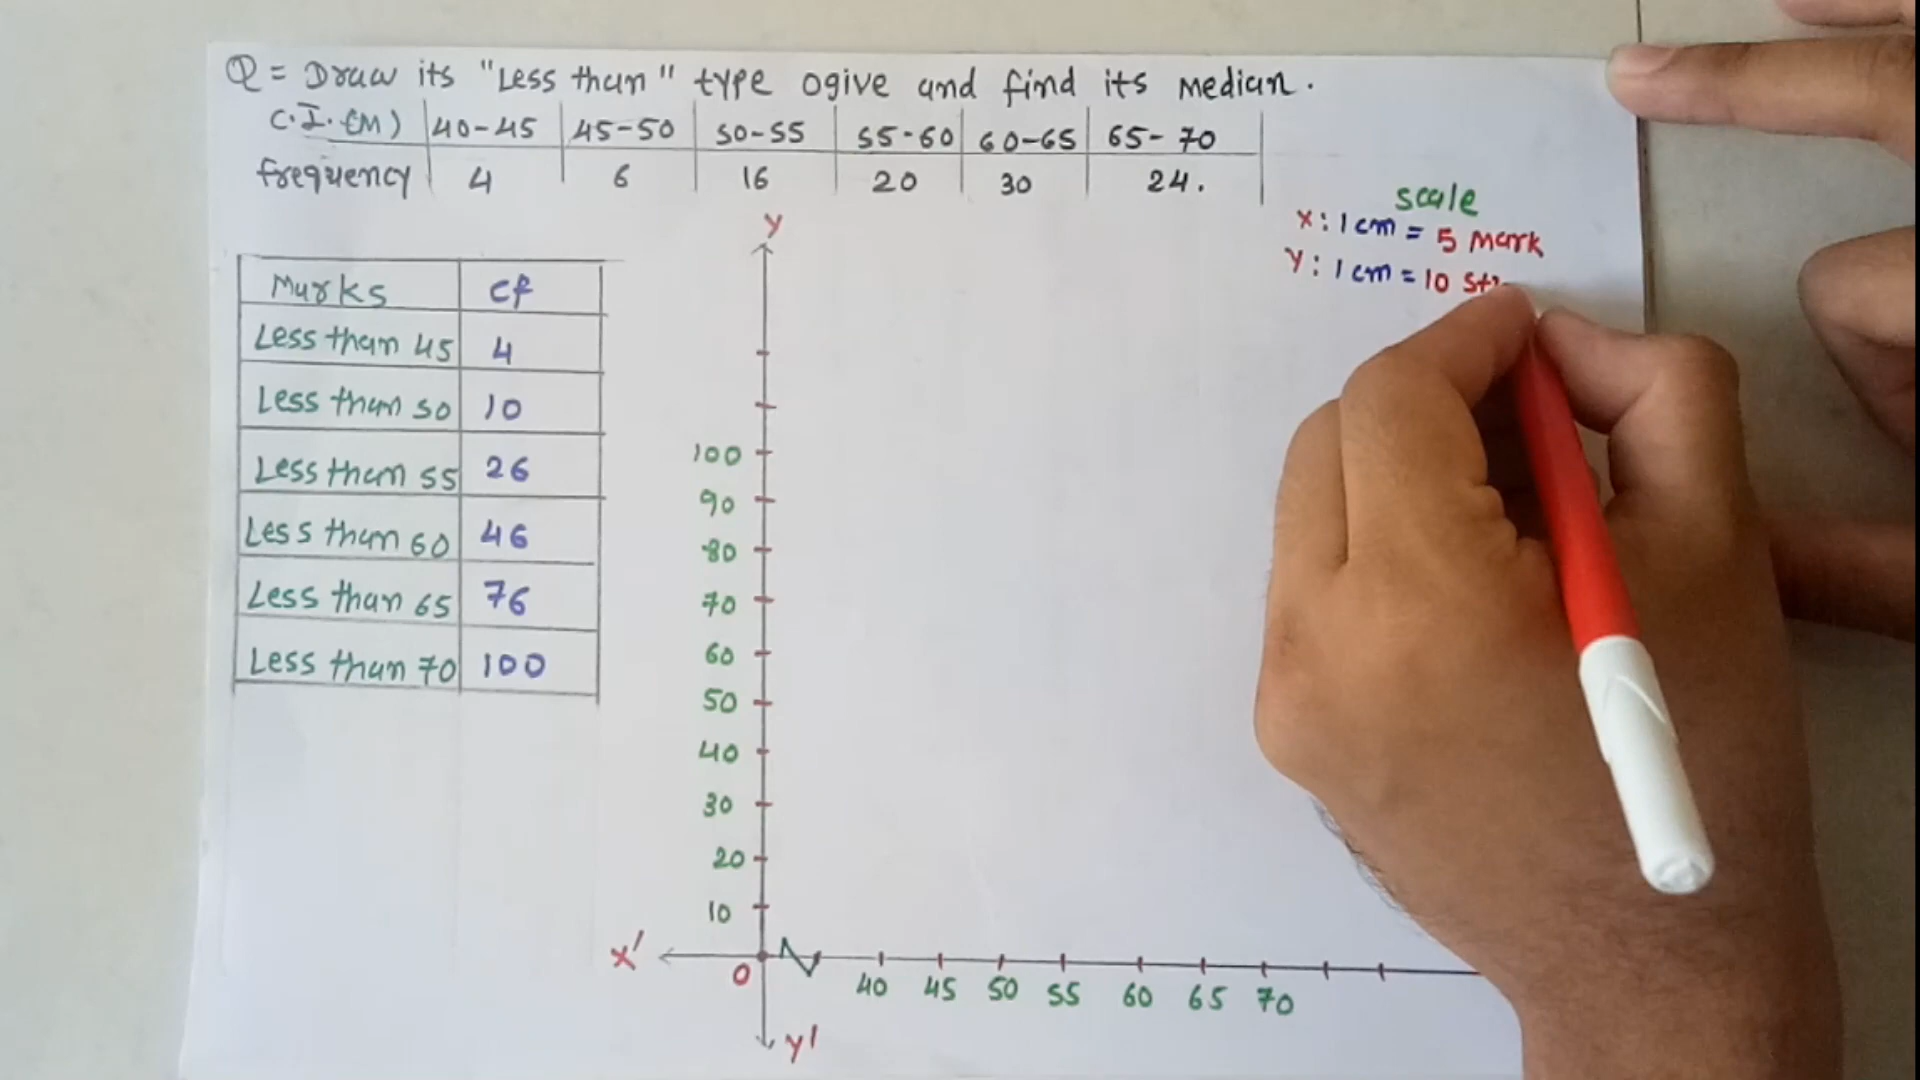 Q = Draw its "Less than" type ogive and find its median.
C.I. (M) 40-45 45-50 50-55 55-60 60-65 65-70
frequency 4 6 16 20 30 24.
scale
X: 1 cm = 5 Mark
Y: 1 cm = 10
Marks cf
Less than 45 4
Less than 50 10
Less than 55 26
Less than 60 46
Less than 65 76
Less than 70 100
Y
100
90
80
70
60
50
40
30
20
10
X' 0 40 45 50 55 60 65 70
Y'